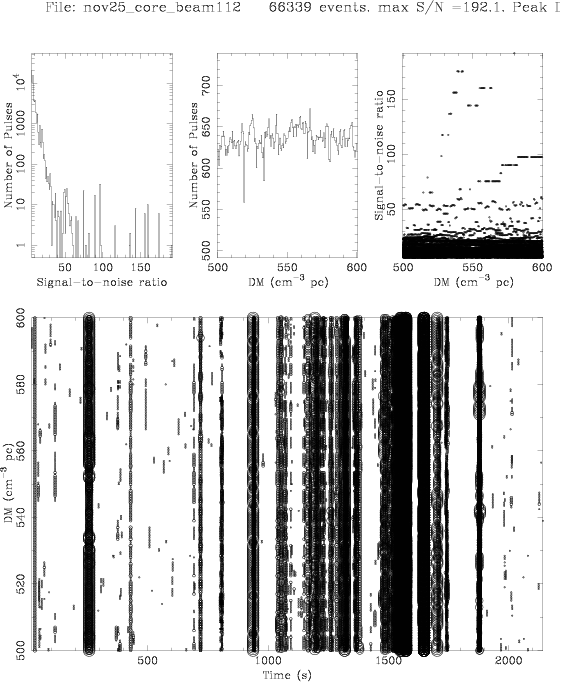 File: nov25_core_beam112 66339 events. max S/N =192.1. Peak
Number of Pulses
1 10 100 1000 10^4
50 100 150
Signal-to-noise ratio
Number of Pulses
500 550 600 650 700
500 550 600
DM (cm^-3 pc)
Signal-to-noise ratio
50 100 150
500 550 600
DM (cm^-3 pc)
DM (cm^-3 pc)
500 520 540 560 580 600
500 1000 1500 2000
Time (s)